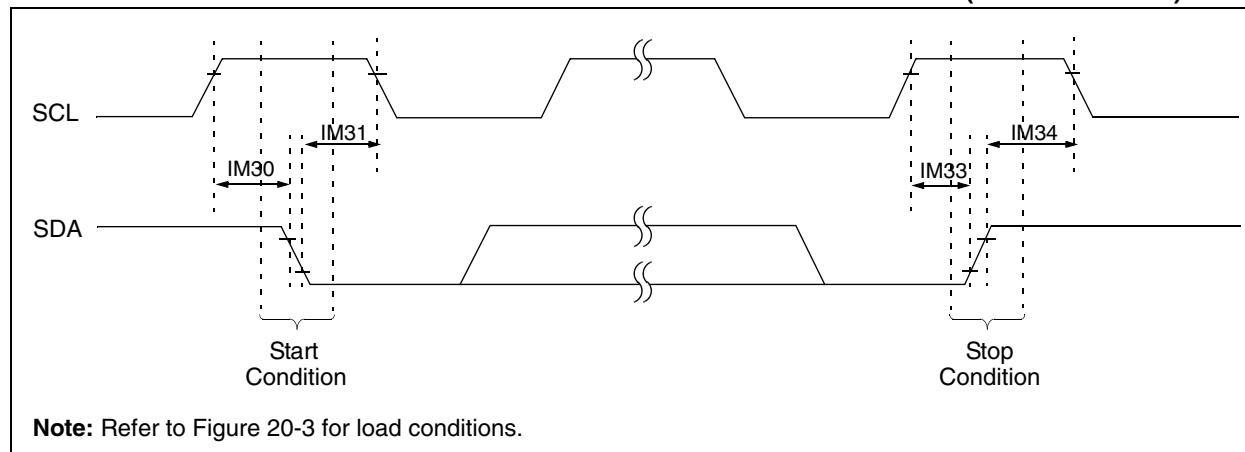 SCL
IM31
IM34
IM30
IM33
SDA
Start
Condition
Stop
Condition
Note: Refer to Figure 20-3 for load conditions.